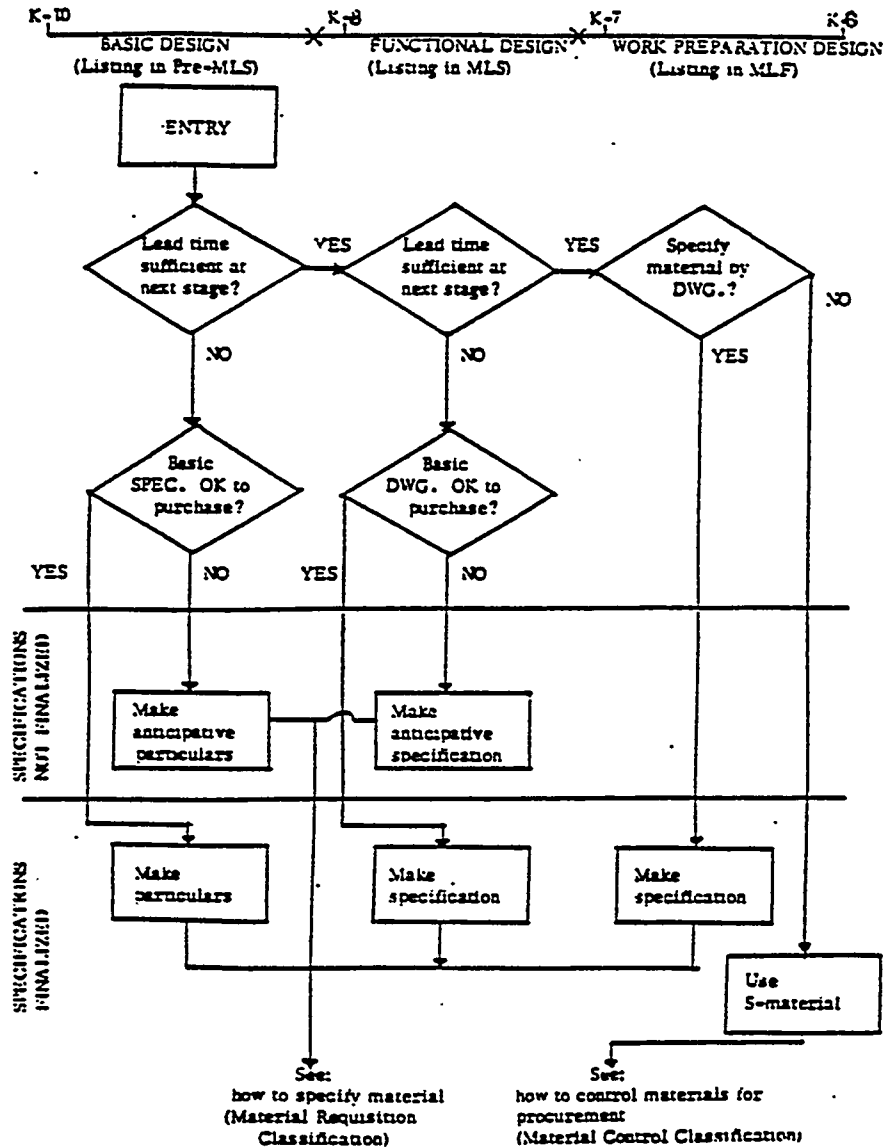 K-10 K-8 K-7 K-6
BASIC DESIGN
(Listing in Pre-MLS)
FUNCTIONAL DESIGN
(Listing in MLS)
WORK PREPARATION DESIGN
(Listing in MLF)
ENTRY
Lead time
sufficient at
next stage?
YES
Lead time
sufficient at
next stage?
YES
Specify
material by
DWG.?
NO
NO
NO
YES
Basic
SPEC. OK to
purchase?
Basic
DWG. OK to
purchase?
YES
NO
YES
NO
SPECIFICATIONS
NOT FINALIZED
Make
anticipative
particulars
Make
anticipative
specification
SPECIFICATIONS
FINALIZED
Make
particulars
Make
specification
Make
specification
Use
S-material
See:
how to specify material
(Material Requisition
Classification)
See:
how to control materials for
procurement
(Material Control Classification)